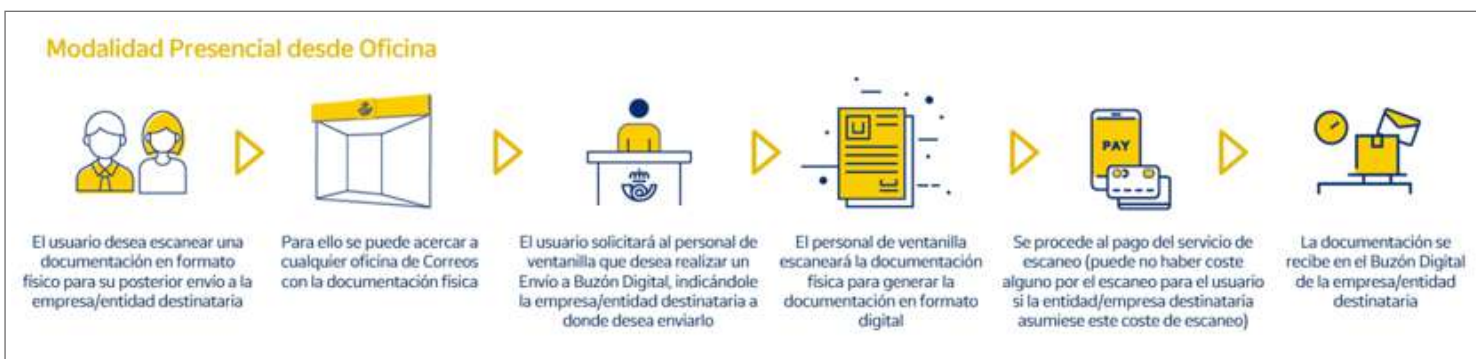 Modalidad Presencial desde Oficina
PAY
El usuario desea escanear una
documentación en formato
físico para su posterior envío a la
empresa/entidad destinataria
Para ello se puede acercar a
cualquier oficina de Correos
con la documentación física
El usuario solicitará al personal de
ventanilla que desea realizar un
Envío a Buzón Digital, indicándole
la empresa/entidad destinataria a
donde desea enviarlo
El personal de ventanilla
escaneará la documentación
física para generar la
documentación en formato
digital
Se procede al pago del servicio de
escaneo (puede no haber coste
alguno por el escaneo para el usuario
si la entidad/empresa destinataria
asumiese este coste de escaneo)
La documentación se
recibe en el Buzón Digital
de la empresa/entidad
destinataria